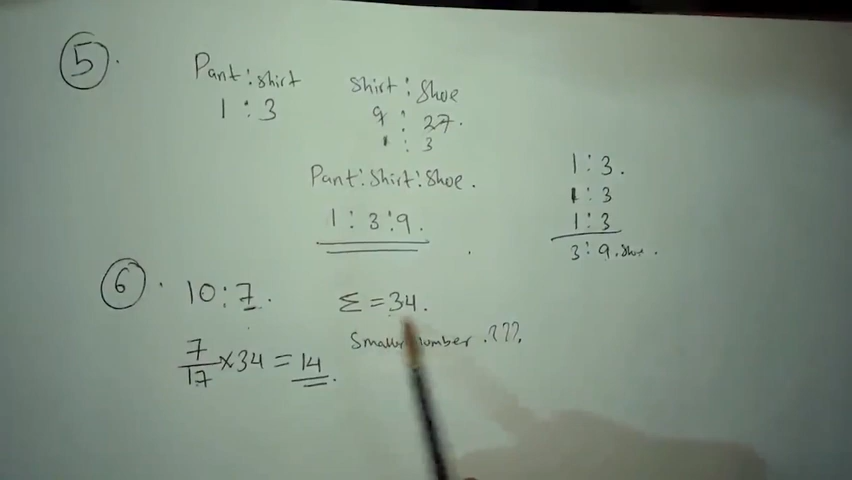 5.
Pant:shirt
1:3
Shirt:Shoe
9:27.
1:3
Pant:Shirt:Shoe.
1:3:9.
1:3.
1:3
1:3
3:9.shoe.
6.
10:7.
Σ=34.
Smaller number.???
7/17×34=14.